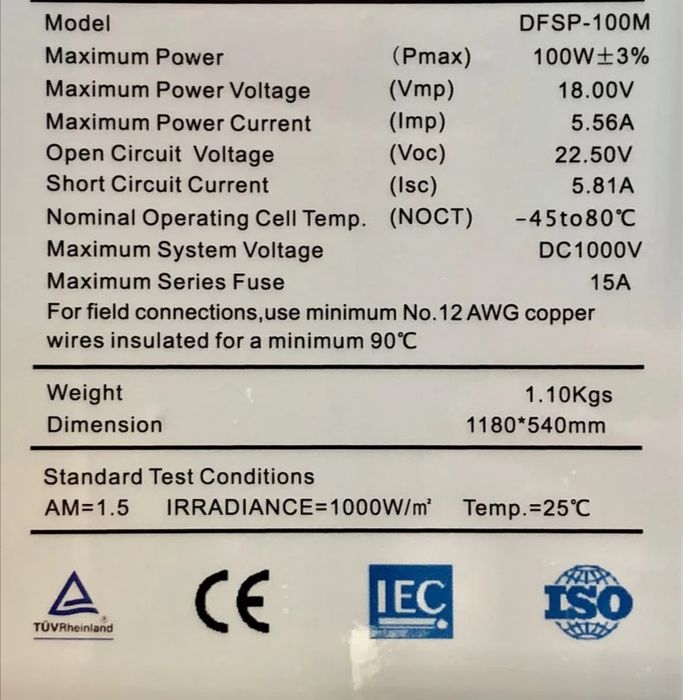 Model DFSP-100M
Maximum Power (Pmax) 100W±3%
Maximum Power Voltage (Vmp) 18.00V
Maximum Power Current (Imp) 5.56A
Open Circuit Voltage (Voc) 22.50V
Short Circuit Current (Isc) 5.81A
Nominal Operating Cell Temp. (NOCT) -45to80℃
Maximum System Voltage DC1000V
Maximum Series Fuse 15A
For field connections,use minimum No.12 AWG copper
wires insulated for a minimum 90℃
Weight 1.10Kgs
Dimension 1180*540mm
Standard Test Conditions
AM=1.5 IRRADIANCE=1000W/m² Temp.=25℃
TÜVRheinland CE IEC ISO